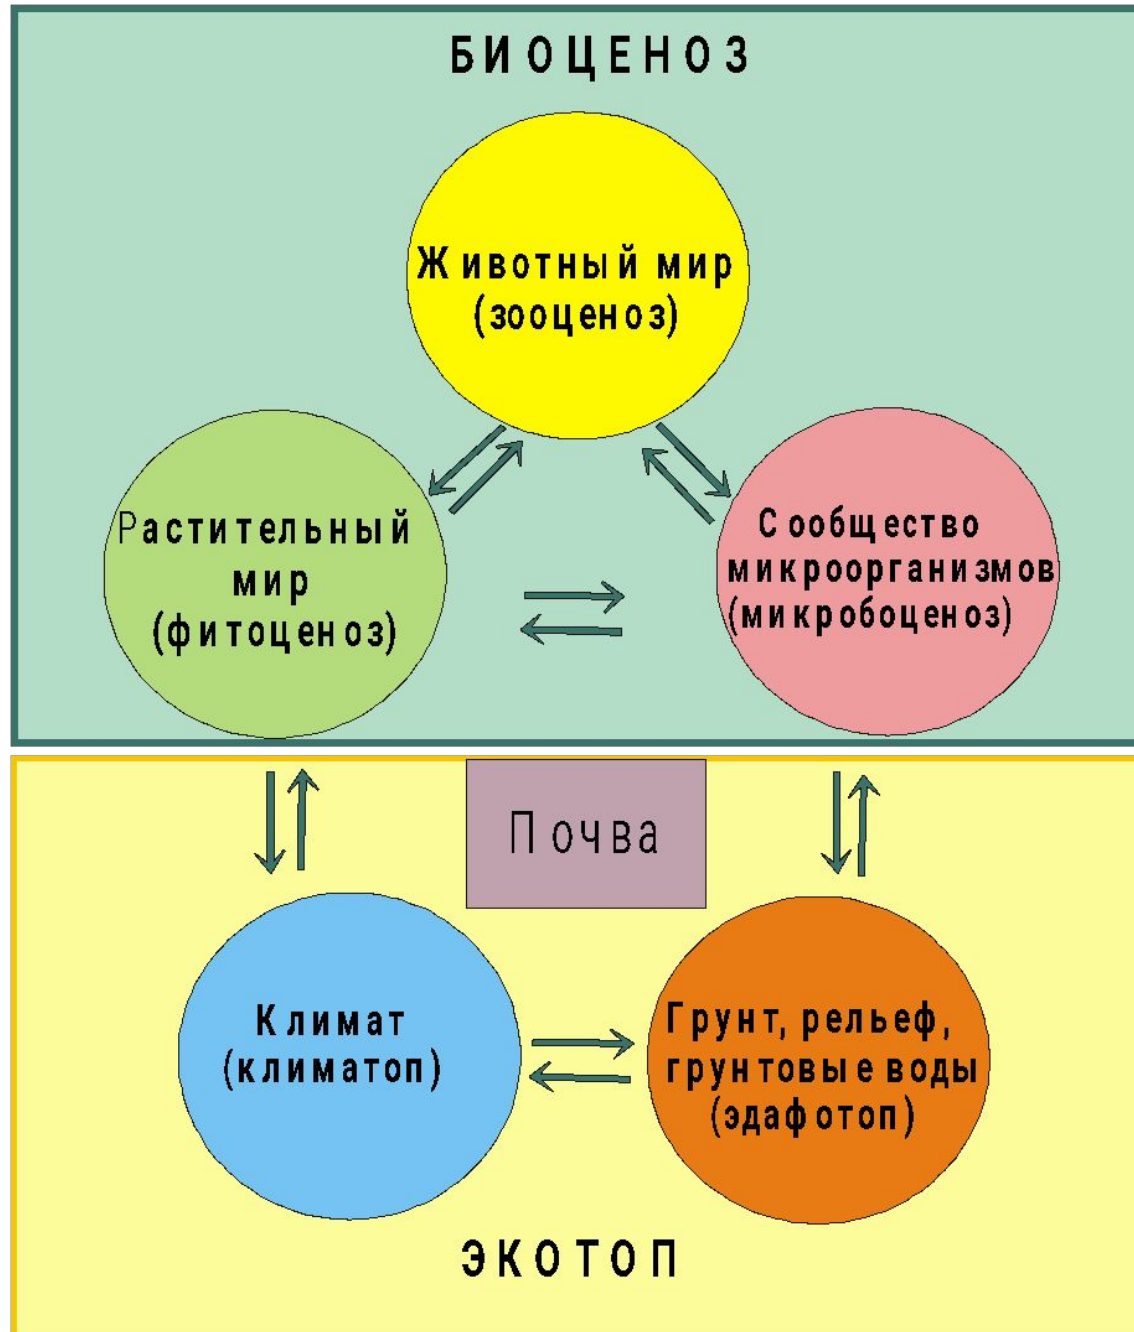 БИОЦЕНОЗ
Животный мир
(зооценоз)
Растительный
мир
(фитоценоз)
Сообщество
микроорганизмов
(микробоценоз)
Почва
Климат
(климатоп)
Грунт, рельеф,
грунтовые воды
(эдафотоп)
ЭКОТОП